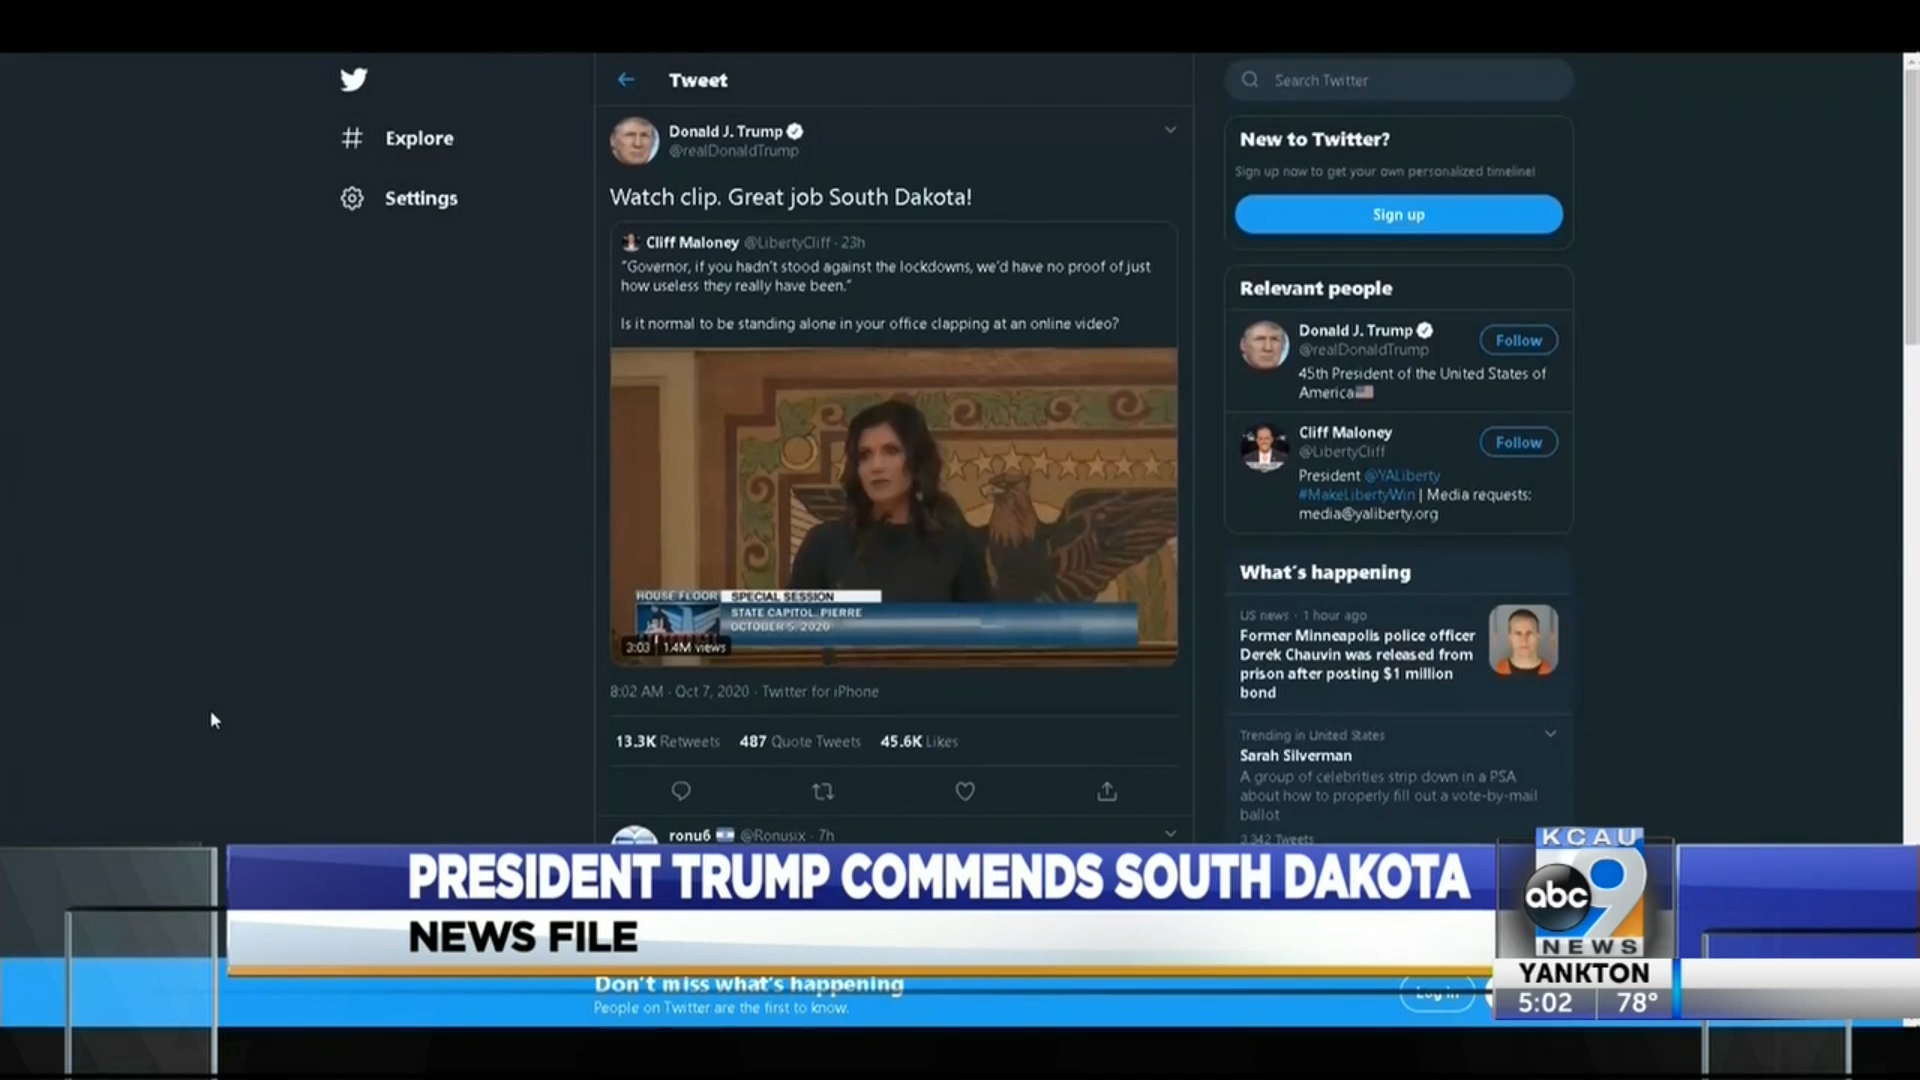 Tweet
Search Twitter
Explore
Settings
Donald J. Trump
@realDonaldTrump
Watch clip. Great job South Dakota!
Cliff Maloney @LibertyCliff · 23h
"Governor, if you hadn't stood against the lockdowns, we'd have no proof of just
how useless they really have been."
Is it normal to be standing alone in your office clapping at an online video?
HOUSE FLOOR
SPECIAL SESSION
STATE CAPITOL, PIERRE
OCTOBER 5, 2020
3:03 1.4M views
8:02 AM · Oct 7, 2020 · Twitter for iPhone
13.3K Retweets 487 Quote Tweets 45.6K Likes
ronu6 @Ronusix · 7h
New to Twitter?
Sign up now to get your own personalized timeline!
Sign up
Relevant people
Donald J. Trump
@realDonaldTrump
Follow
45th President of the United States of
America
Cliff Maloney
@LibertyCliff
Follow
President @YALiberty
#MakeLibertyWin | Media requests:
media@yaliberty.org
What's happening
US news · 1 hour ago
Former Minneapolis police officer
Derek Chauvin was released from
prison after posting $1 million
bond
Trending in United States
Sarah Silverman
A group of celebrities strip down in a PSA
about how to properly fill out a vote-by-mail
ballot
3,342 Tweets
PRESIDENT TRUMP COMMENDS SOUTH DAKOTA
NEWS FILE
Don't miss what's happening
People on Twitter are the first to know.
Log in
KCAU
abc 9
NEWS
YANKTON
5:02 78°